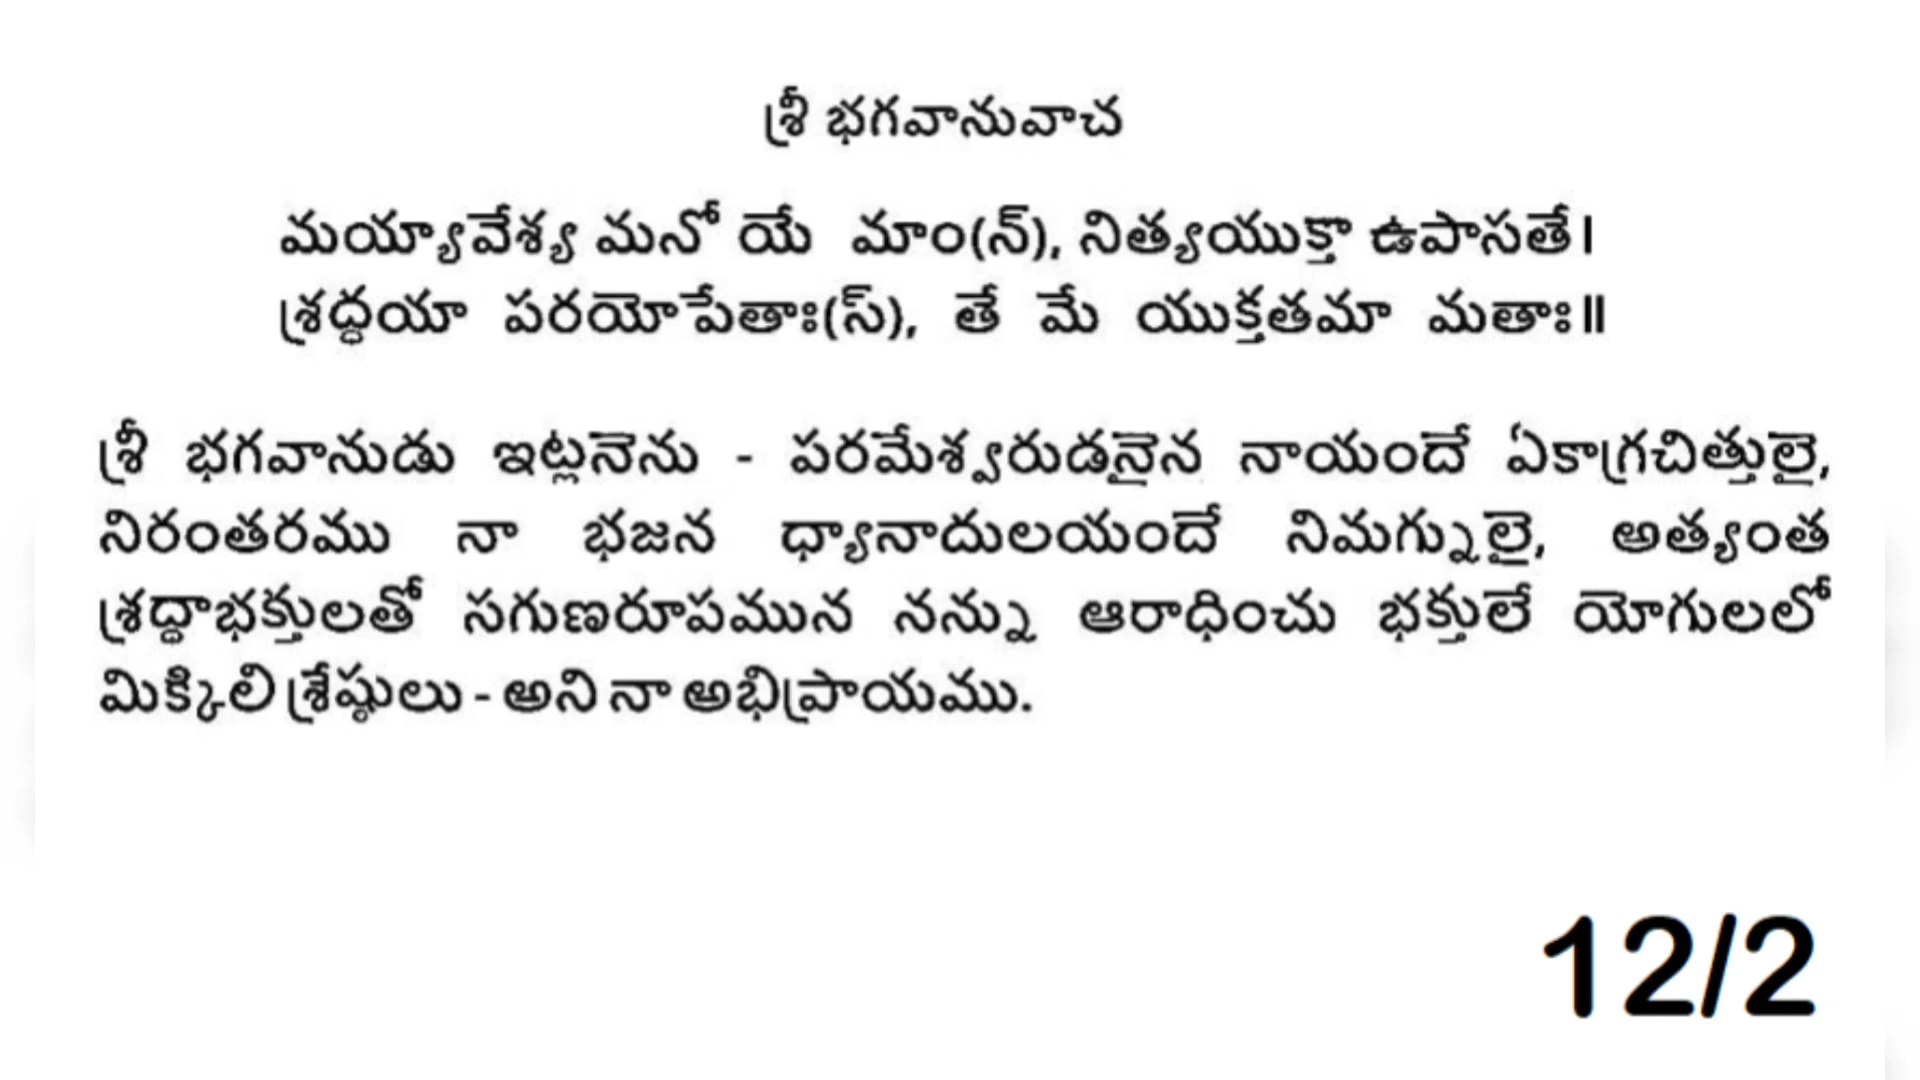 శ్రీ భగవానువాచ
మయ్యావేశ్య మనో యే మాం(న్), నిత్యయుక్తా ఉపాసతే।
శ్రద్ధయా పరయోపేతాః(స్), తే మే యుక్తతమా మతాః॥
శ్రీ భగవానుడు ఇట్లనెను - పరమేశ్వరుడనైన నాయందే ఏకాగ్రచిత్తులై,
నిరంతరము నా భజన ధ్యానాదులయందే నిమగ్నులై, అత్యంత
శ్రద్ధాభక్తులతో సగుణరూపమున నన్ను ఆరాధించు భక్తులే యోగులలో
మిక్కిలి శ్రేష్ఠులు - అని నా అభిప్రాయము.
12/2